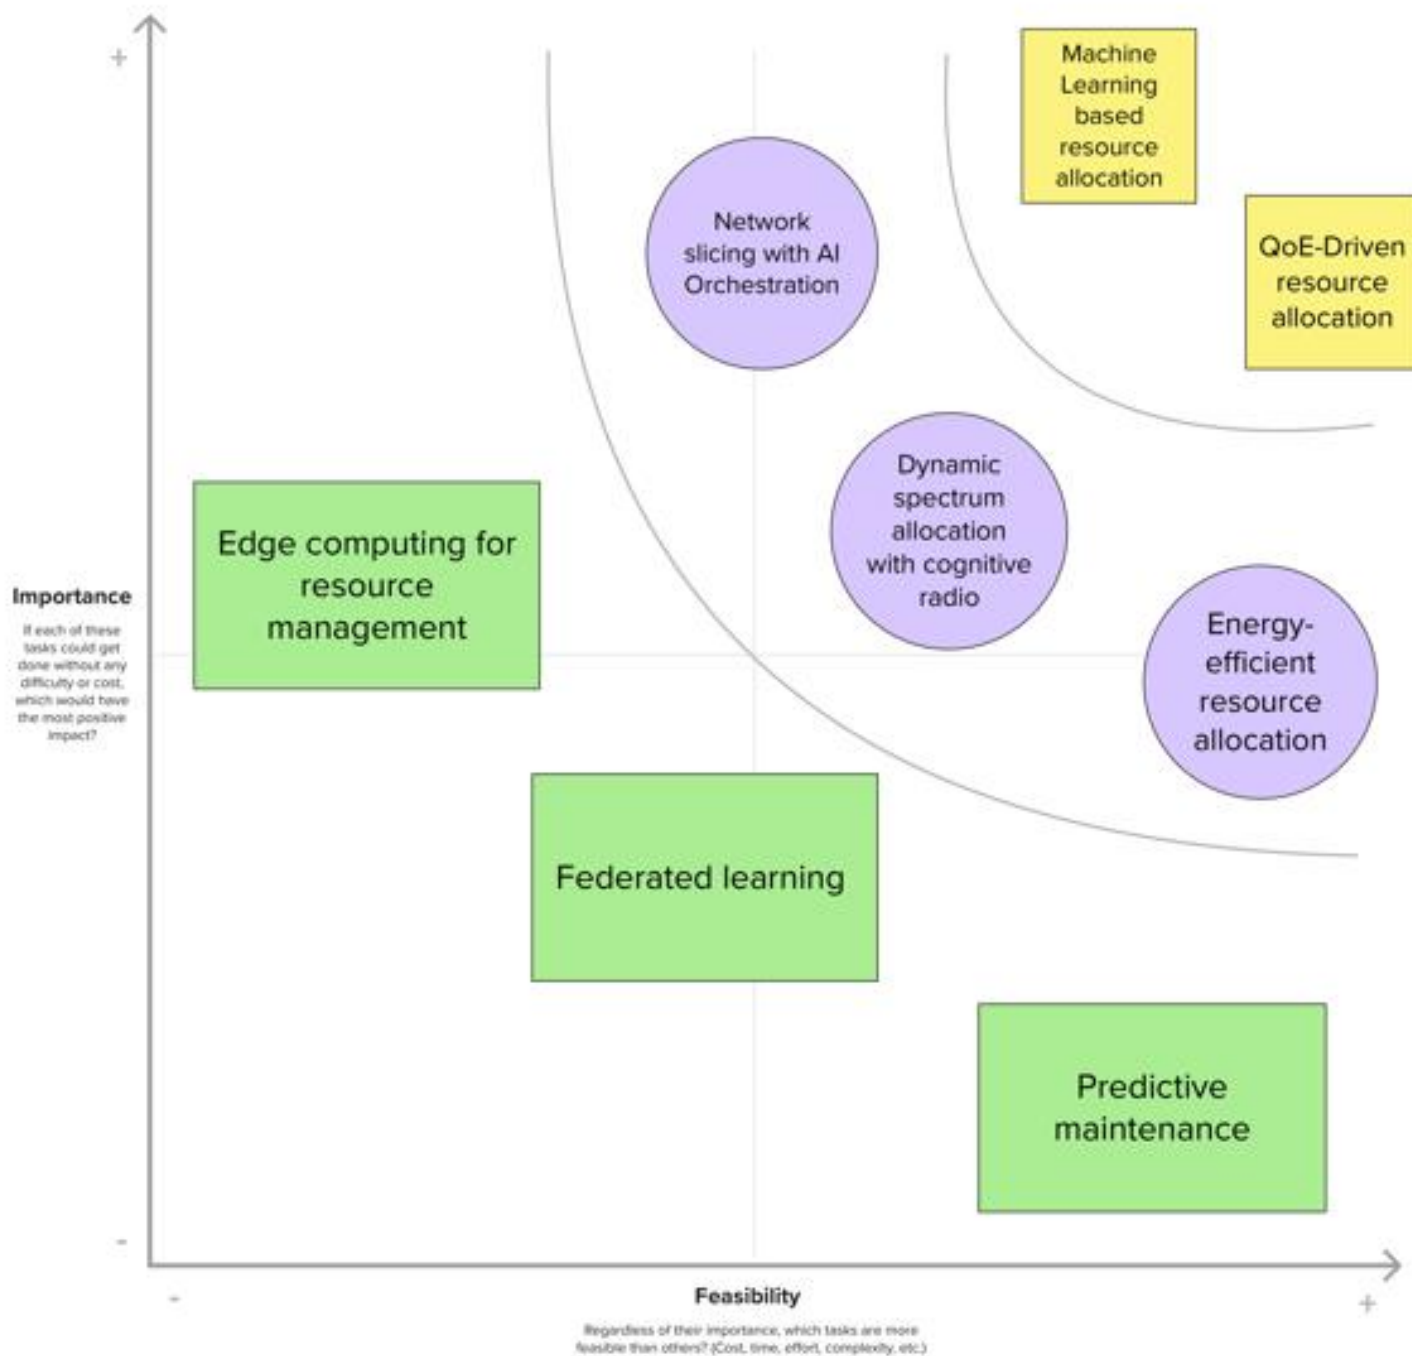 +
Machine
Learning
based
resource
allocation
Network
slicing with AI
Orchestration
QoE-Driven
resource
allocation
Dynamic
spectrum
allocation
with cognitive
radio
Edge computing for
resource
management
Importance
If each of these
tasks could get
done without any
difficulty or cost,
which would have
the most positive
impact?
Energy-
efficient
resource
allocation
Federated learning
Predictive
maintenance
-
-
Feasibility
+
Regardless of their importance, which tasks are more
feasible than others? (Cost, time, effort, complexity, etc.)